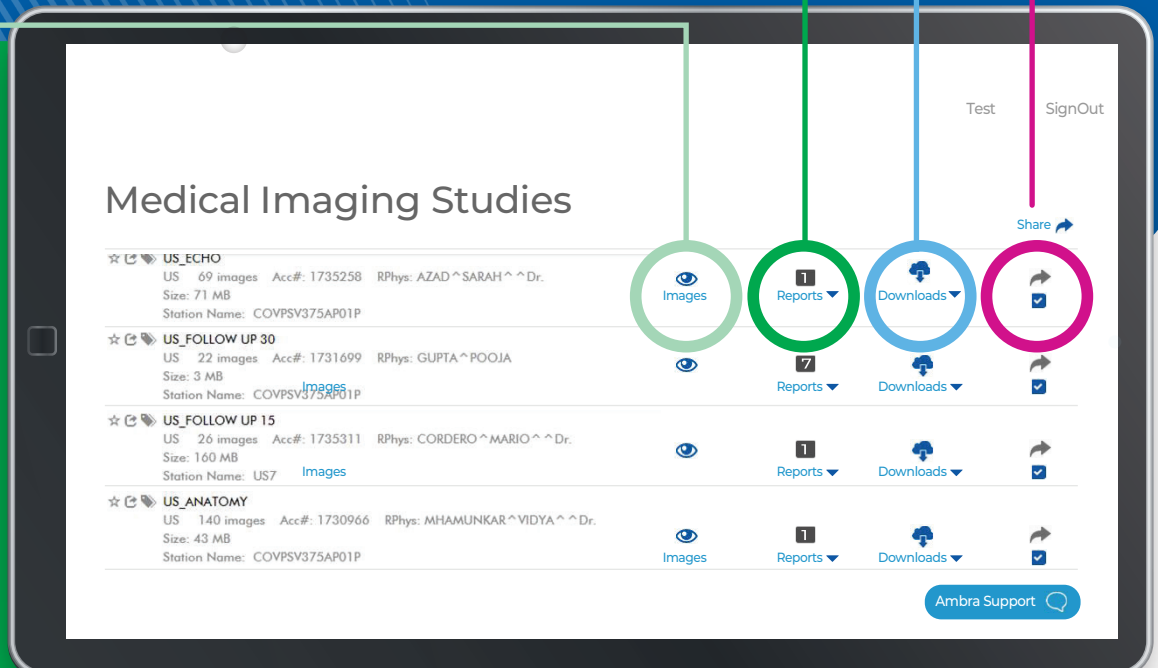 Test SignOut
Medical Imaging Studies
Share
US_ECHO
US 69 images Acc#: 1735258 RPhys: AZAD^SARAH^^Dr.
Size: 71 MB
Station Name: COVPSV375AP01P
Images
1
Reports
Downloads
US_FOLLOW UP 30
US 22 images Acc#: 1731699 RPhys: GUPTA^POOJA
Size: 3 MB
Station Name: COVPSV375AP01P
Images
7
Reports
Downloads
US_FOLLOW UP 15
US 26 images Acc#: 1735311 RPhys: CORDERO^MARIO^^Dr.
Size: 160 MB
Station Name: US7
Images
1
Reports
Downloads
US_ANATOMY
US 140 images Acc#: 1730966 RPhys: MHAMUNKAR^VIDYA^^Dr.
Size: 43 MB
Station Name: COVPSV375AP01P
Images
1
Reports
Downloads
Ambra Support